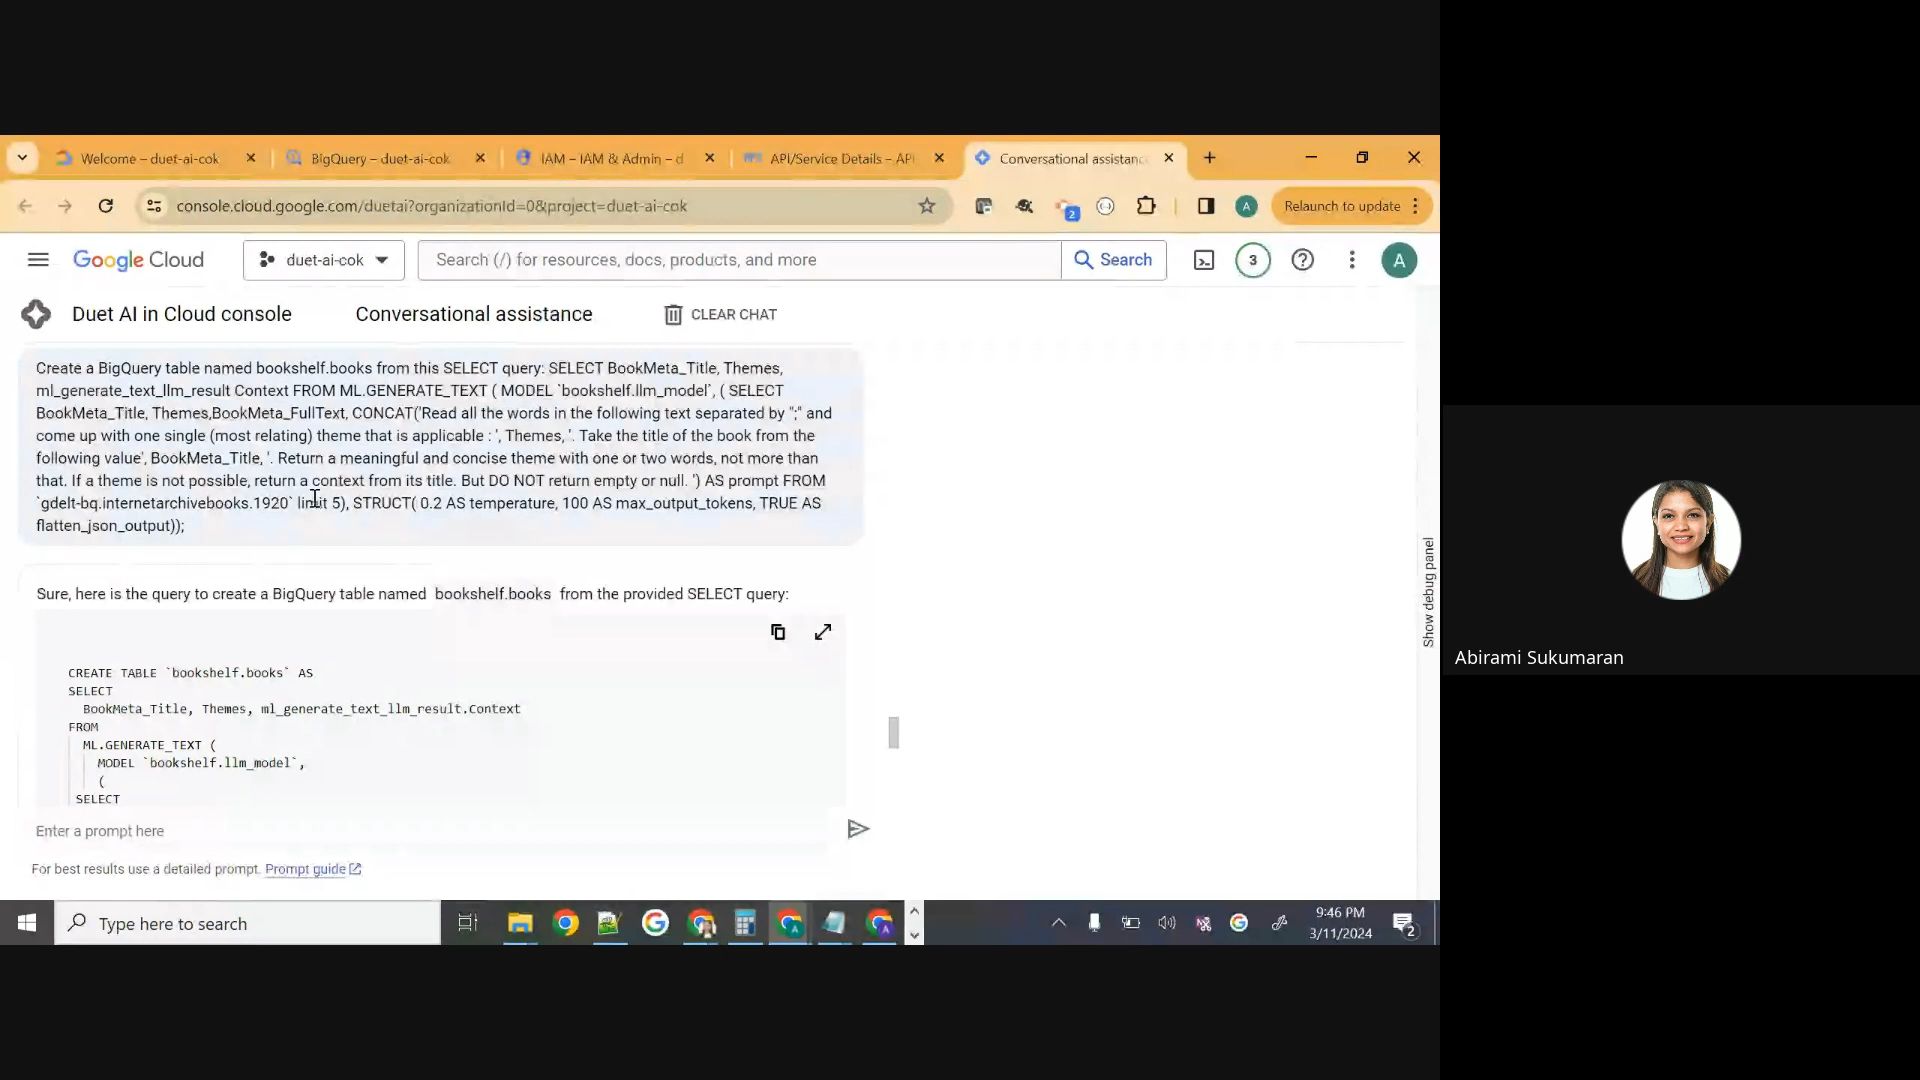 Welcome – duet-ai-cok
BigQuery – duet-ai-cok
IAM – IAM & Admin – d
API/Service Details – API
Conversational assistanc
console.cloud.google.com/duetai?organizationId=0&project=duet-ai-cok
2
A
Relaunch to update
Google Cloud
duet-ai-cok
Search (/) for resources, docs, products, and more
Search
3
A
Duet AI in Cloud console
Conversational assistance
CLEAR CHAT
Create a BigQuery table named bookshelf.books from this SELECT query: SELECT BookMeta_Title, Themes,
ml_generate_text_llm_result Context FROM ML.GENERATE_TEXT ( MODEL `bookshelf.llm_model`, ( SELECT
BookMeta_Title, Themes,BookMeta_FullText, CONCAT('Read all the words in the following text separated by ";" and
come up with one single (most relating) theme that is applicable : ', Themes, '. Take the title of the book from the
following value', BookMeta_Title, '. Return a meaningful and concise theme with one or two words, not more than
that. If a theme is not possible, return a context from its title. But DO NOT return empty or null. ') AS prompt FROM
`gdelt-bq.internetarchivebooks.1920` limit 5), STRUCT( 0.2 AS temperature, 100 AS max_output_tokens, TRUE AS
flatten_json_output));
Sure, here is the query to create a BigQuery table named bookshelf.books from the provided SELECT query:
CREATE TABLE `bookshelf.books` AS
SELECT
BookMeta_Title, Themes, ml_generate_text_llm_result.Context
FROM
ML.GENERATE_TEXT (
MODEL `bookshelf.llm_model`,
(
SELECT
Enter a prompt here
For best results use a detailed prompt. Prompt guide
Show debug panel
Abirami Sukumaran
Type here to search
9:46 PM
3/11/2024
2